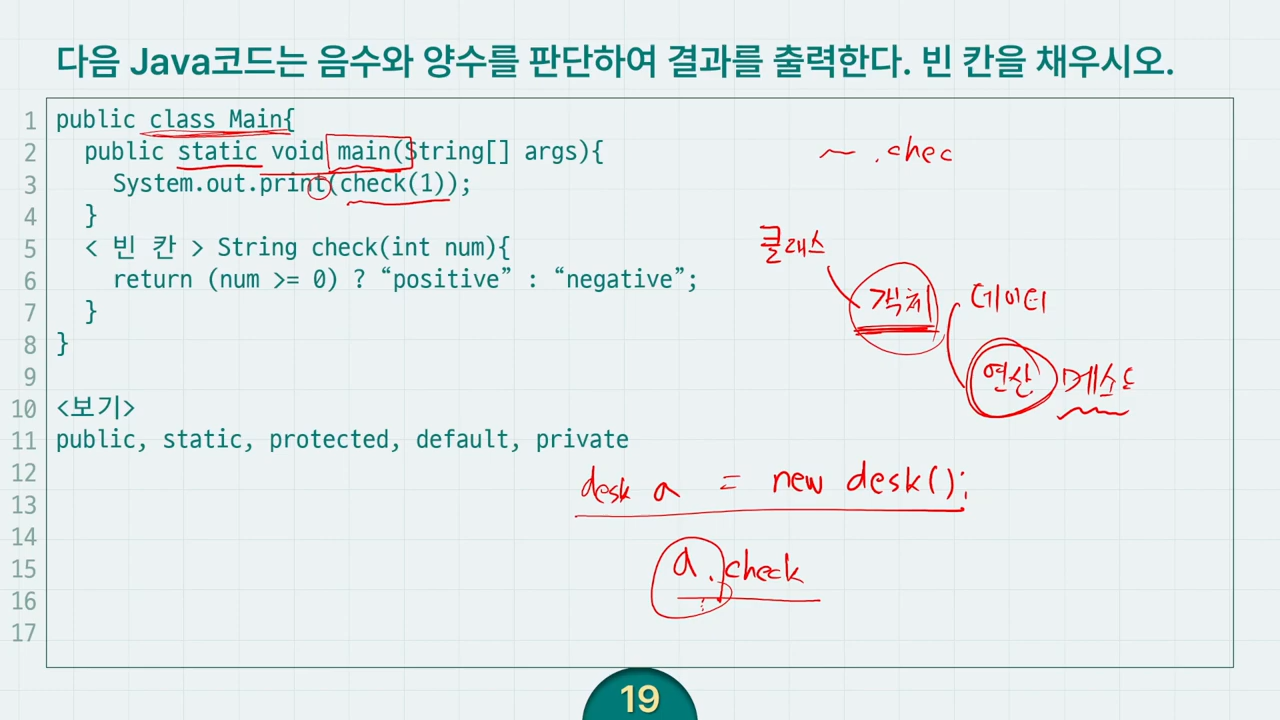 다음 Java코드는 음수와 양수를 판단하여 결과를 출력한다. 빈 칸을 채우시오.
1 public class Main{
2 public static void main(String[] args){
3 System.out.print(check(1));
4 }
5 < 빈 칸 > String check(int num){
6 return (num >= 0) ? “positive” : “negative”;
7 }
8 }
9
10 <보기>
11 public, static, protected, default, private
12
13
14
15
16
17
~ .chec
클래스
객체
데이터
연산 메소드
desk a = new desk();
a.check
19